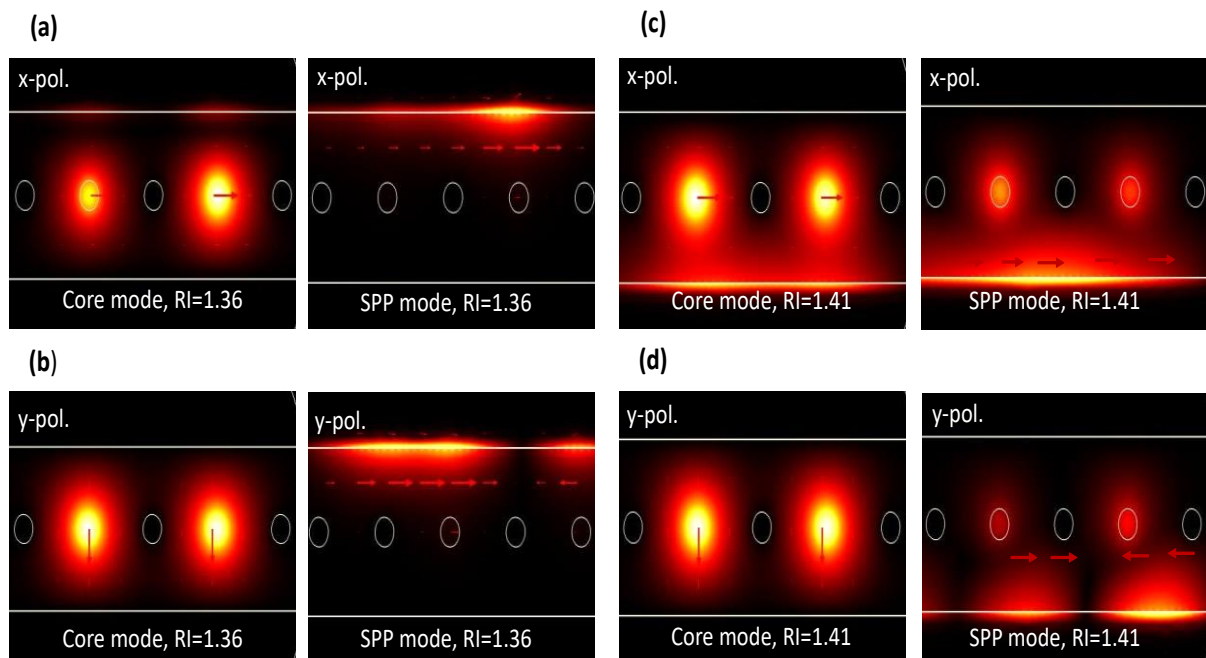 (a)
x-pol.
Core mode, RI=1.36
x-pol.
SPP mode, RI=1.36
(c)
x-pol.
Core mode, RI=1.41
x-pol.
SPP mode, RI=1.41
(b)
y-pol.
Core mode, RI=1.36
y-pol.
SPP mode, RI=1.36
(d)
y-pol.
Core mode, RI=1.41
y-pol.
SPP mode, RI=1.41